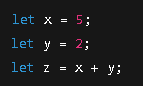 let x = 5;
let y = 2;
let z = x + y;